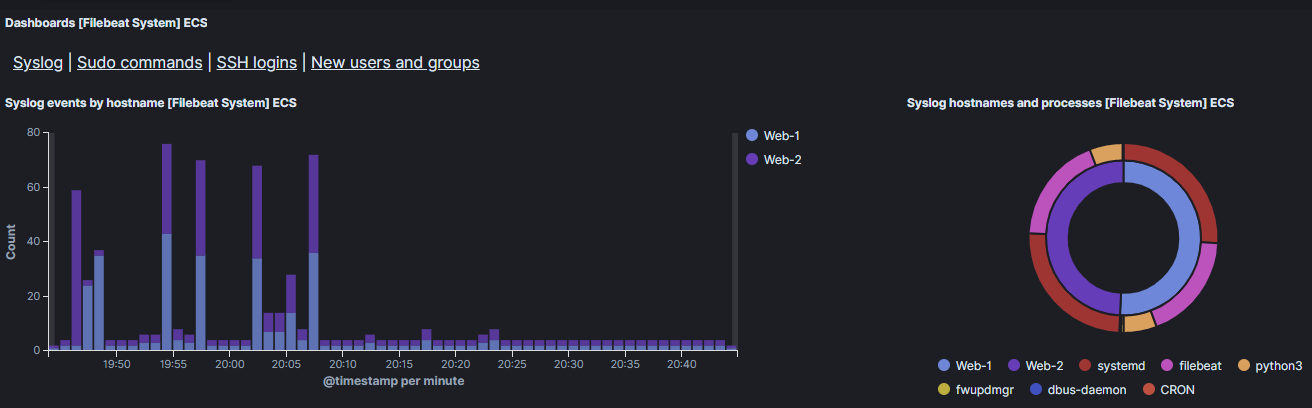 Dashboards [Filebeat System] ECS
Syslog | Sudo commands | SSH logins | New users and groups
Syslog events by hostname [Filebeat System] ECS
80
60
40
20
0
Count
19:50 19:55 20:00 20:05 20:10 20:15 20:20 20:25 20:30 20:35 20:40
@timestamp per minute
Web-1
Web-2
Syslog hostnames and processes [Filebeat System] ECS
Web-1 Web-2 systemd filebeat python3
fwupdmgr dbus-daemon CRON